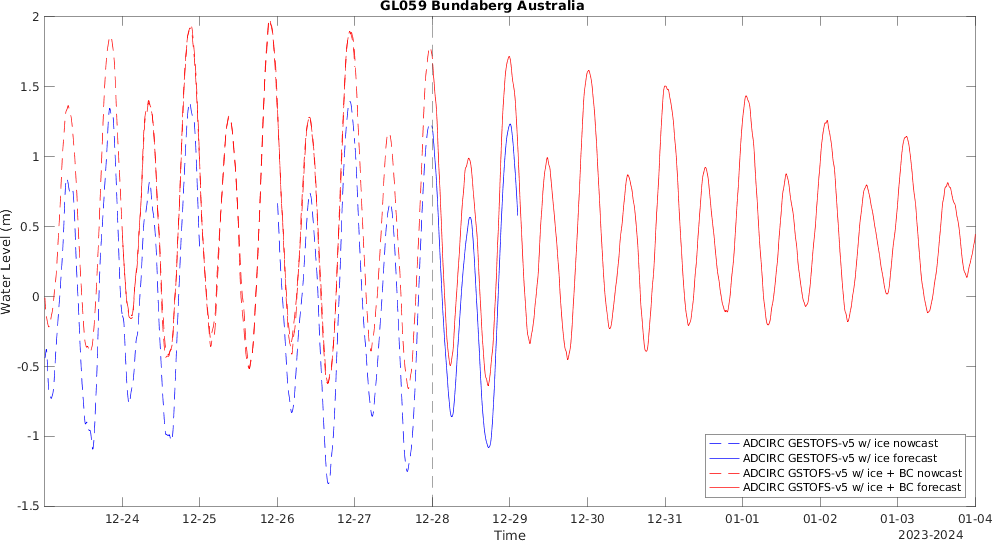 GL059 Bundaberg Australia
2
1.5
1
0.5
0
-0.5
-1
-1.5
Water Level (m)
ADCIRC GESTOFS-v5 w/ ice nowcast
ADCIRC GESTOFS-v5 w/ ice forecast
ADCIRC GSTOFS-v5 w/ ice + BC nowcast
ADCIRC GSTOFS-v5 w/ ice + BC forecast
12-24 12-25 12-26 12-27 12-28 12-29 12-30 12-31 01-01 01-02 01-03 01-04
Time
2023-2024